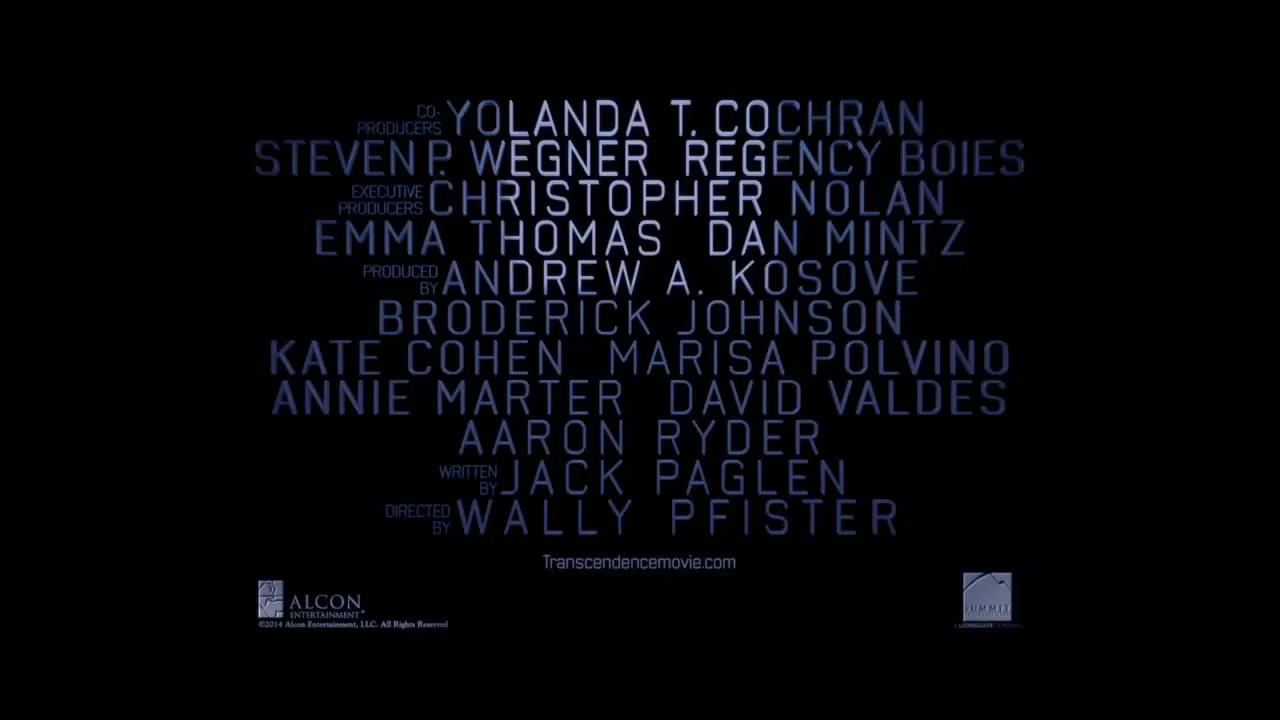 CO-PRODUCERS YOLANDA T. COCHRAN
STEVEN P. WEGNER REGENCY BOIES
EXECUTIVE PRODUCERS CHRISTOPHER NOLAN
EMMA THOMAS DAN MINTZ
PRODUCED BY ANDREW A. KOSOVE
BRODERICK JOHNSON
KATE COHEN MARISA POLVINO
ANNIE MARTER DAVID VALDES
AARON RYDER
WRITTEN BY JACK PAGLEN
DIRECTED BY WALLY PFISTER
Transcendencemovie.com
ALCON
ENTERTAINMENT
©2014 Alcon Entertainment, LLC. All Rights Reserved
SUMMIT
LIONSGATE